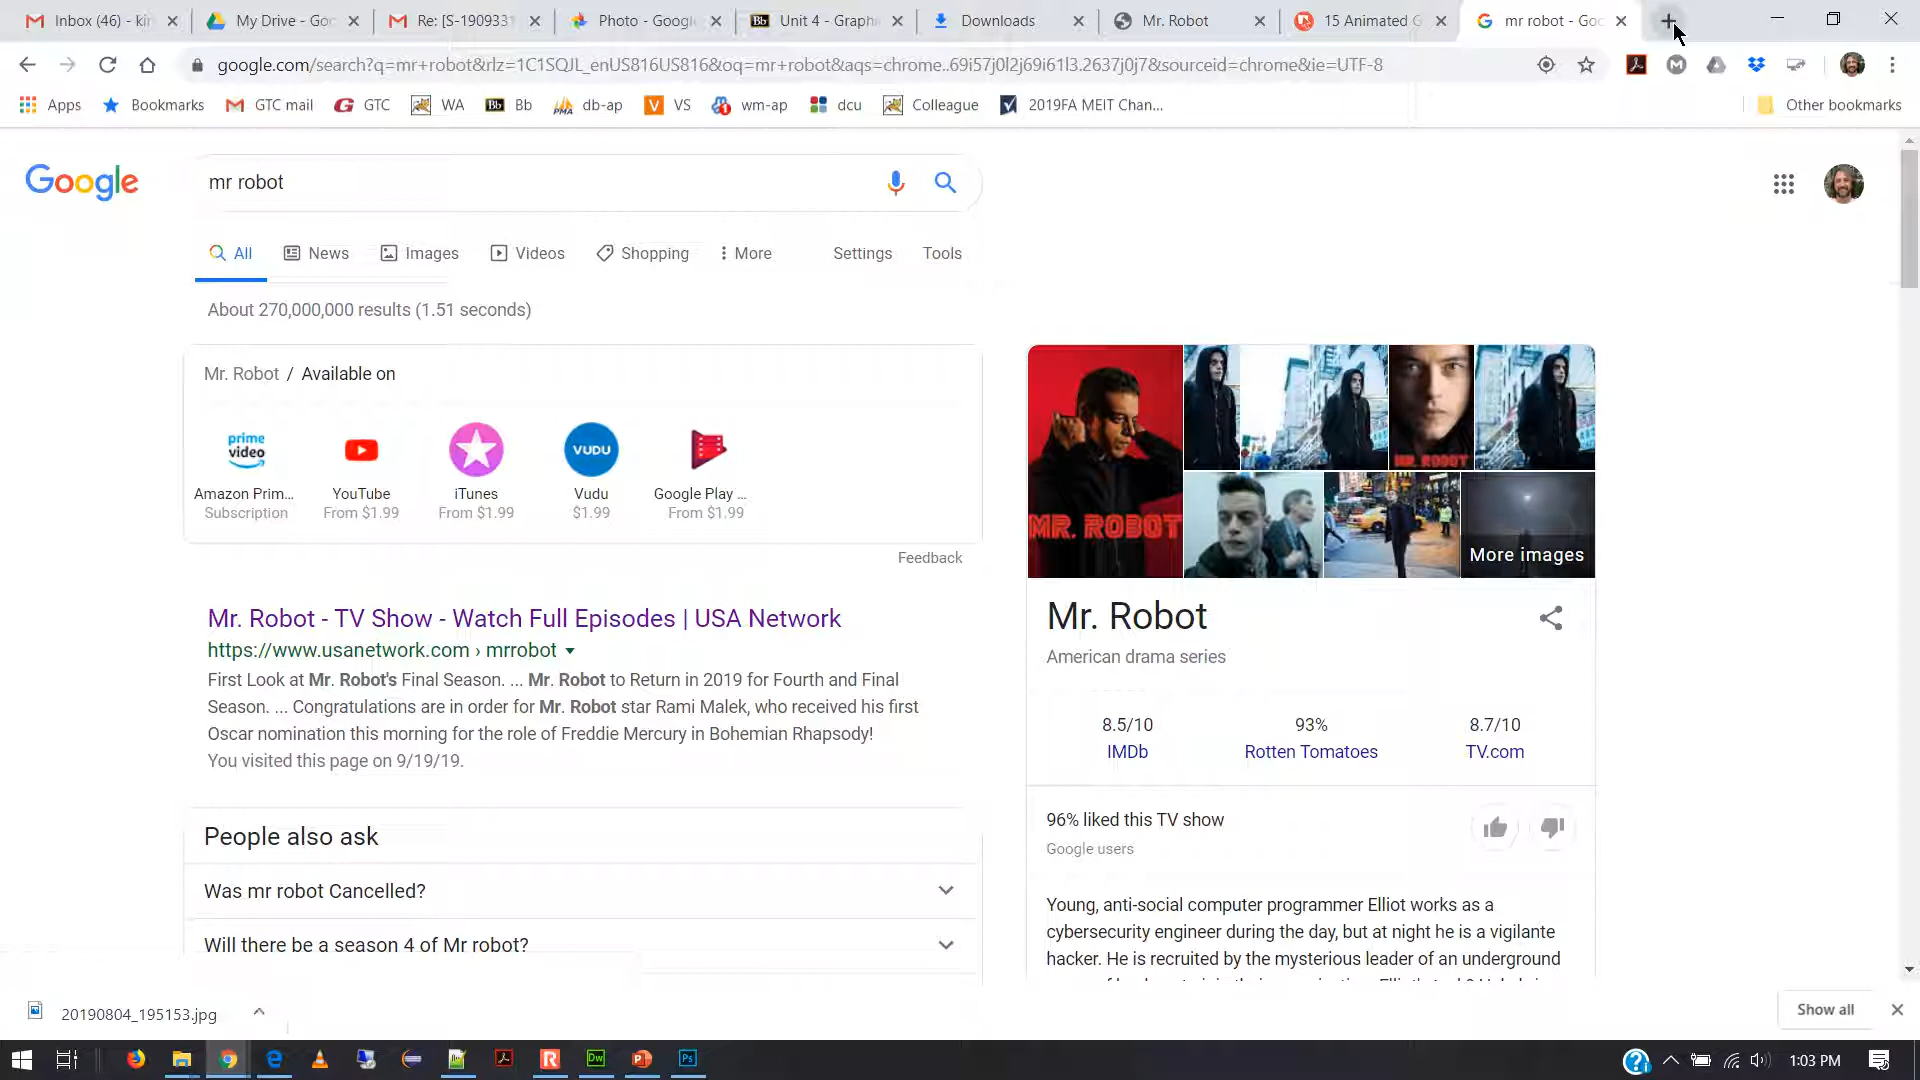 Inbox (46) - kin
My Drive - Goo
Re: [S-1909331
Photo - Google
Unit 4 - Graphi
Downloads
Mr. Robot
15 Animated G
mr robot - Goo
google.com/search?q=mr+robot&rlz=1C1SQJL_enUS816US816&oq=mr+robot&aqs=chrome..69i57j0l2j69i61l3.2637j0j7&sourceid=chrome&ie=UTF-8
Apps
Bookmarks
GTC mail
GTC
WA
Bb
db-ap
VS
wm-ap
dcu
Colleague
2019FA MEIT Chan...
Other bookmarks
Google
mr robot
All
News
Images
Videos
Shopping
More
Settings
Tools
About 270,000,000 results (1.51 seconds)
Mr. Robot / Available on
prime video
VUDU
Amazon Prim...
YouTube
iTunes
Vudu
Google Play ...
Subscription
From $1.99
From $1.99
$1.99
From $1.99
Feedback
Mr. Robot - TV Show - Watch Full Episodes | USA Network
https://www.usanetwork.com › mrrobot
First Look at Mr. Robot's Final Season. ... Mr. Robot to Return in 2019 for Fourth and Final
Season. ... Congratulations are in order for Mr. Robot star Rami Malek, who received his first
Oscar nomination this morning for the role of Freddie Mercury in Bohemian Rhapsody!
You visited this page on 9/19/19.
People also ask
Was mr robot Cancelled?
Will there be a season 4 of Mr robot?
MR. ROBOT
MR. ROBOT
More images
Mr. Robot
American drama series
8.5/10
IMDb
93%
Rotten Tomatoes
8.7/10
TV.com
96% liked this TV show
Google users
Young, anti-social computer programmer Elliot works as a
cybersecurity engineer during the day, but at night he is a vigilante
hacker. He is recruited by the mysterious leader of an underground
20190804_195153.jpg
Show all
1:03 PM